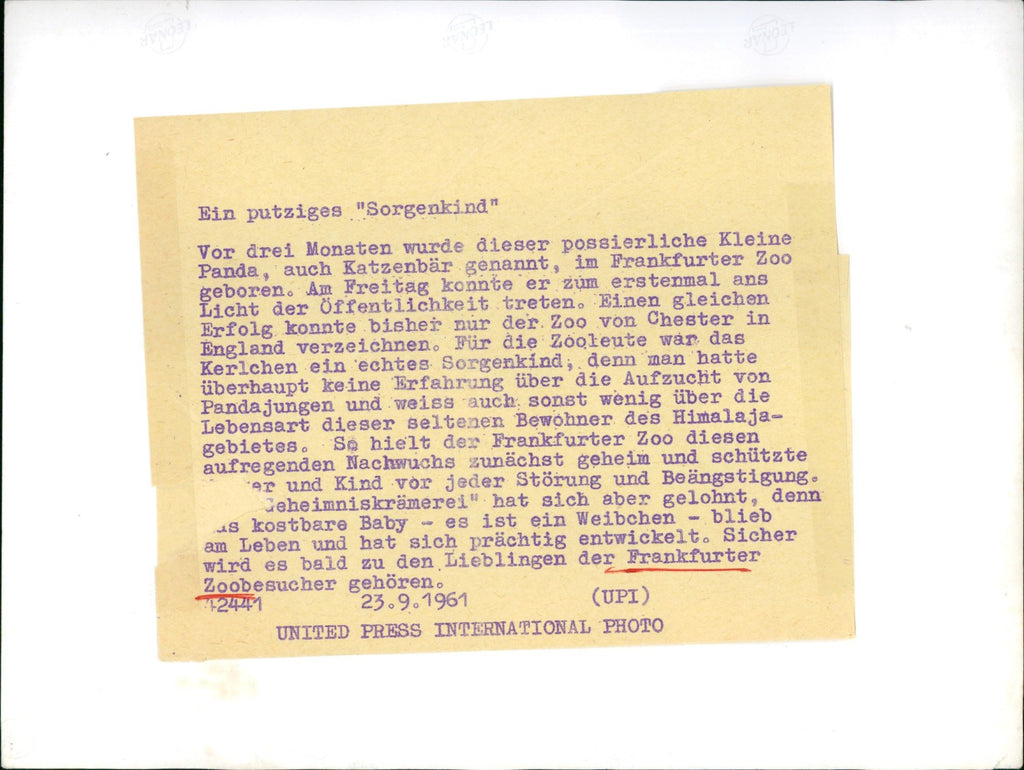 LEONAR
LEONAR
LEONAR
Ein putziges "Sorgenkind"
Vor drei Monaten wurde dieser possierliche Kleine
Panda, auch Katzenbär genannt, im Frankfurter Zoo
geboren. Am Freitag konnte er zum erstenmal ans
Licht der Öffentlichkeit treten. Einen gleichen
Erfolg konnte bisher nur der Zoo von Chester in
England verzeichnen. Für die Zooleute war das
Kerlchen ein echtes Sorgenkind, denn man hatte
überhaupt keine Erfahrung über die Aufzucht von
Pandajungen und weiss auch sonst wenig über die
Lebensart dieser seltenen Bewohner des Himalaja-
gebietes. So hielt der Frankfurter Zoo diesen
aufregenden Nachwuchs zunächst geheim und schützte
er und Kind vor jeder Störung und Beängstigung.
Geheimniskrämerei" hat sich aber gelohnt, denn
as kostbare Baby - es ist ein Weibchen - blieb
am Leben und hat sich prächtig entwickelt. Sicher
wird es bald zu den Lieblingen der Frankfurter
Zoobesucher gehören.
42441 23.9.1961 (UPI)
UNITED PRESS INTERNATIONAL PHOTO